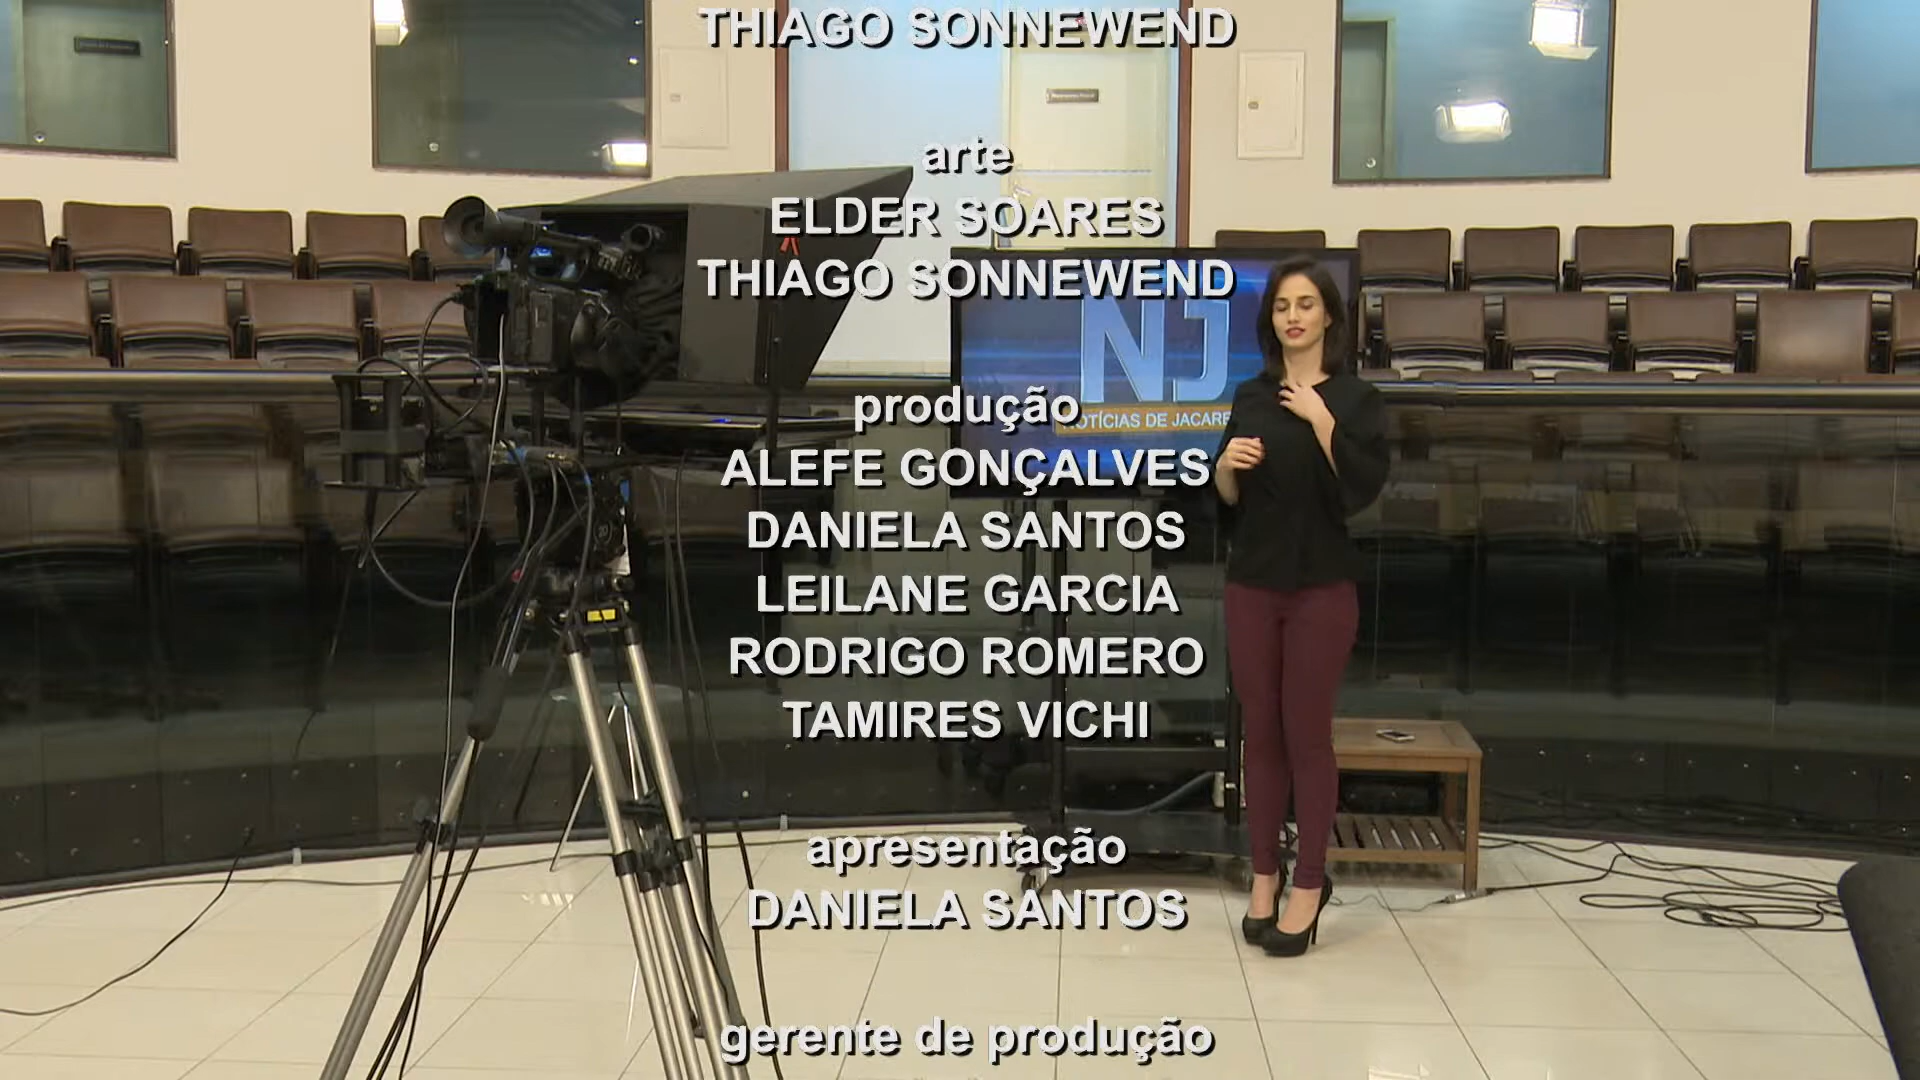 THIAGO SONNEWEND
arte
ELDER SOARES
THIAGO SONNEWEND
NJ
NOTÍCIAS DE JACARE
produção
ALEFE GONÇALVES
DANIELA SANTOS
LEILANE GARCIA
RODRIGO ROMERO
TAMIRES VICHI
apresentação
DANIELA SANTOS
gerente de produção